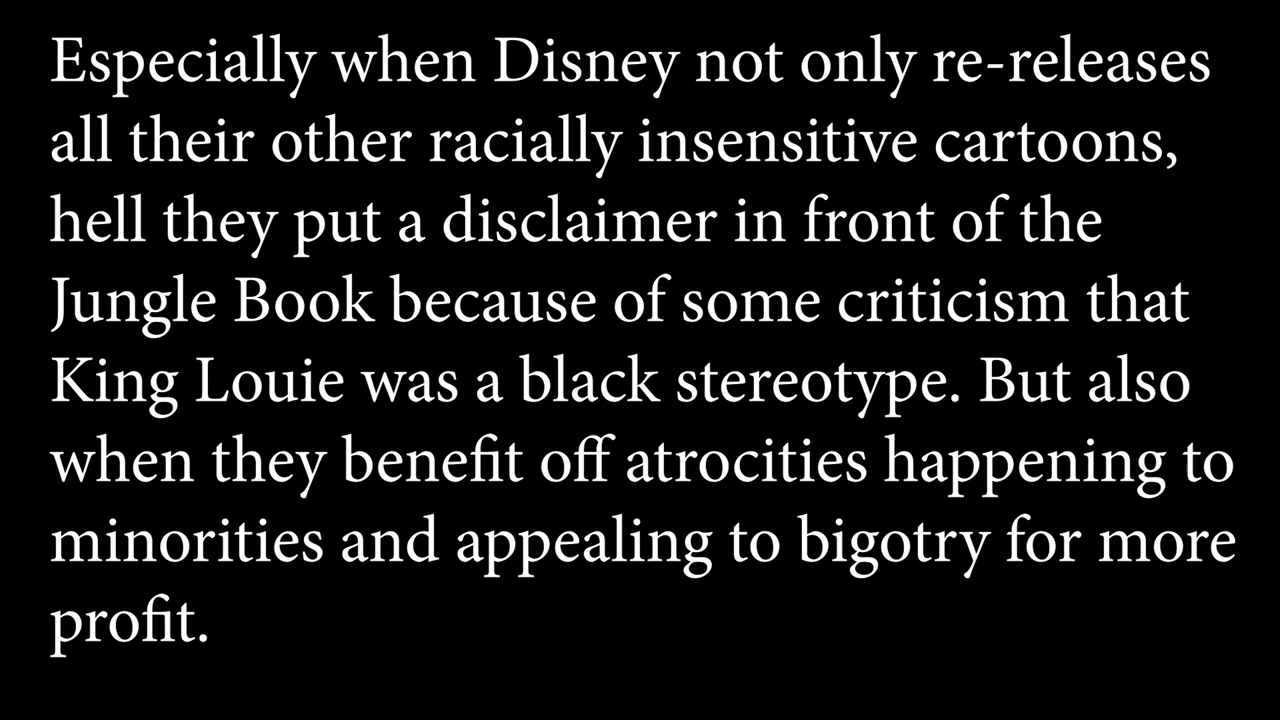 Especially when Disney not only re-releases
all their other racially insensitive cartoons,
hell they put a disclaimer in front of the
Jungle Book because of some criticism that
King Louie was a black stereotype. But also
when they benefit off atrocities happening to
minorities and appealing to bigotry for more
profit.